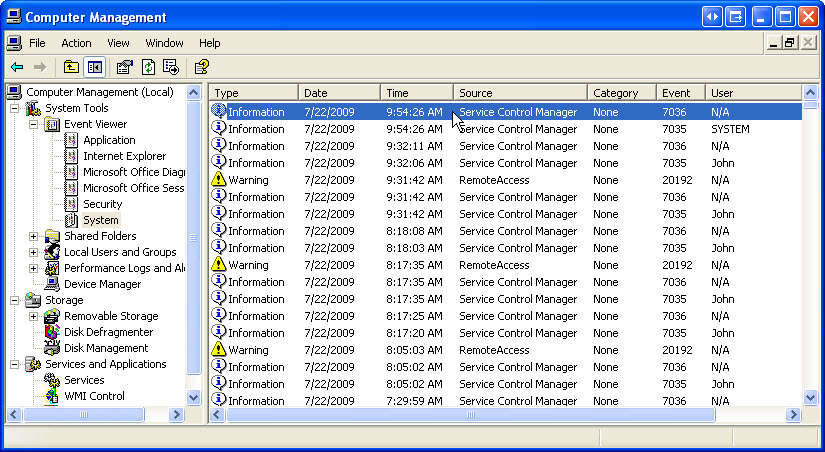 Computer Management
File Action View Window Help
Computer Management (Local)
System Tools
Event Viewer
Application
Internet Explorer
Microsoft Office Diag
Microsoft Office Sess
Security
System
Shared Folders
Local Users and Groups
Performance Logs and Al
Device Manager
Storage
Removable Storage
Disk Defragmenter
Disk Management
Services and Applications
Services
WMI Control
Type Date Time Source Category Event User
Information 7/22/2009 9:54:26 AM Service Control Manager None 7036 N/A
Information 7/22/2009 9:54:26 AM Service Control Manager None 7035 SYSTEM
Information 7/22/2009 9:32:11 AM Service Control Manager None 7036 N/A
Information 7/22/2009 9:32:06 AM Service Control Manager None 7035 John
Warning 7/22/2009 9:31:42 AM RemoteAccess None 20192 N/A
Information 7/22/2009 9:31:42 AM Service Control Manager None 7036 N/A
Information 7/22/2009 9:31:42 AM Service Control Manager None 7035 John
Information 7/22/2009 8:18:08 AM Service Control Manager None 7036 N/A
Information 7/22/2009 8:18:03 AM Service Control Manager None 7035 John
Warning 7/22/2009 8:17:35 AM RemoteAccess None 20192 N/A
Information 7/22/2009 8:17:35 AM Service Control Manager None 7036 N/A
Information 7/22/2009 8:17:35 AM Service Control Manager None 7035 John
Information 7/22/2009 8:17:25 AM Service Control Manager None 7036 N/A
Information 7/22/2009 8:17:20 AM Service Control Manager None 7035 John
Warning 7/22/2009 8:05:03 AM RemoteAccess None 20192 N/A
Information 7/22/2009 8:05:02 AM Service Control Manager None 7036 N/A
Information 7/22/2009 8:05:02 AM Service Control Manager None 7035 John
Information 7/22/2009 7:29:59 AM Service Control Manager None 7036 N/A